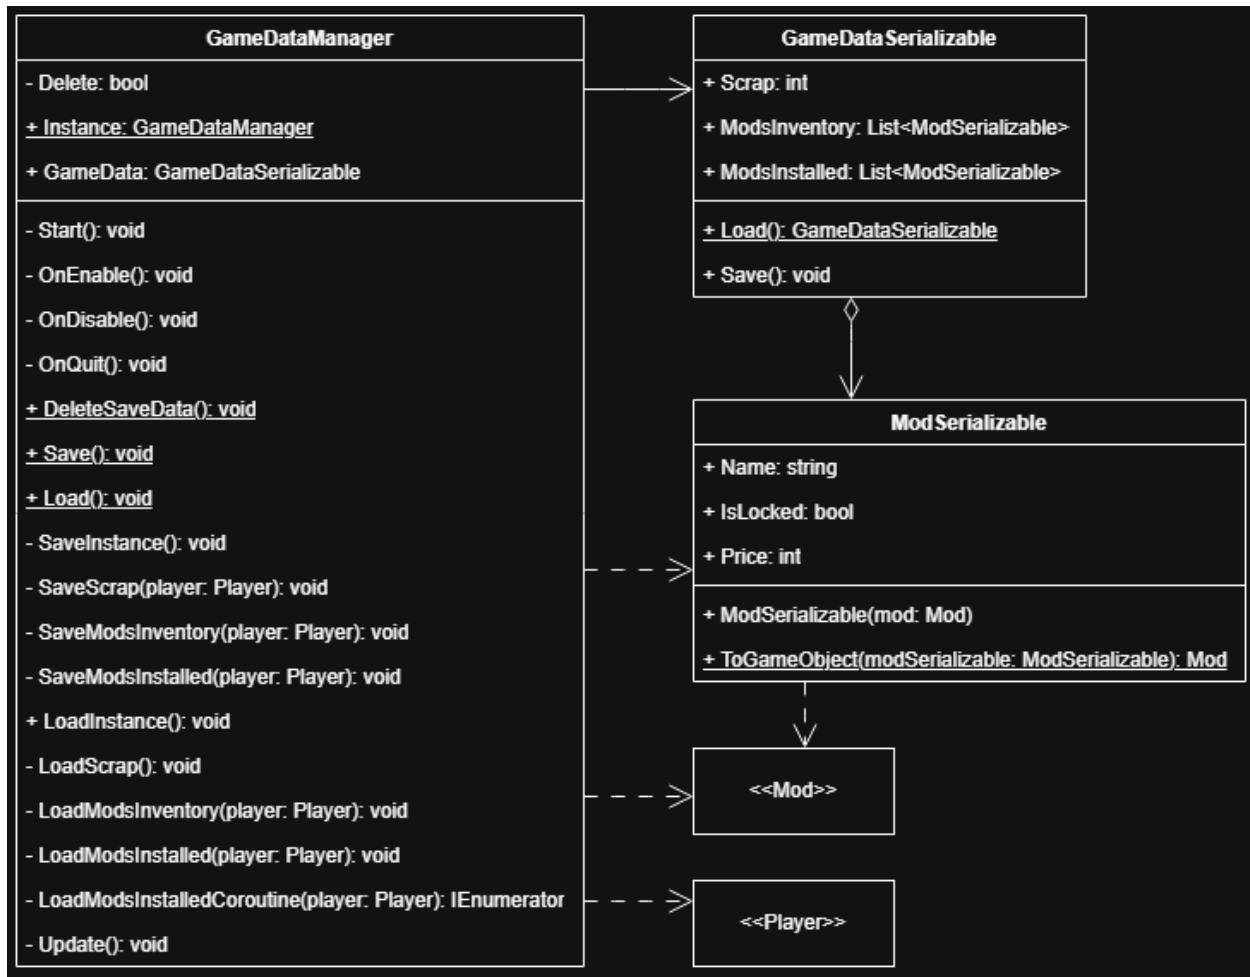 GameDataManager
- Delete: bool
+ Instance: GameDataManager
+ GameData: GameDataSerializable
- Start(): void
- OnEnable(): void
- OnDisable(): void
- OnQuit(): void
+ DeleteSaveData(): void
+ Save(): void
+ Load(): void
- SaveInstance(): void
- SaveScrap(player: Player): void
- SaveModsInventory(player: Player): void
- SaveModsInstalled(player: Player): void
+ LoadInstance(): void
- LoadScrap(): void
- LoadModsInventory(player: Player): void
- LoadModsInstalled(player: Player): void
- LoadModsInstalledCoroutine(player: Player): IEnumerator
- Update(): void
GameDataSerializable
+ Scrap: int
+ ModsInventory: List<ModSerializable>
+ ModsInstalled: List<ModSerializable>
+ Load(): GameDataSerializable
+ Save(): void
ModSerializable
+ Name: string
+ IsLocked: bool
+ Price: int
+ ModSerializable(mod: Mod)
+ ToGameObject(modSerializable: ModSerializable): Mod
<<Mod>>
<<Player>>